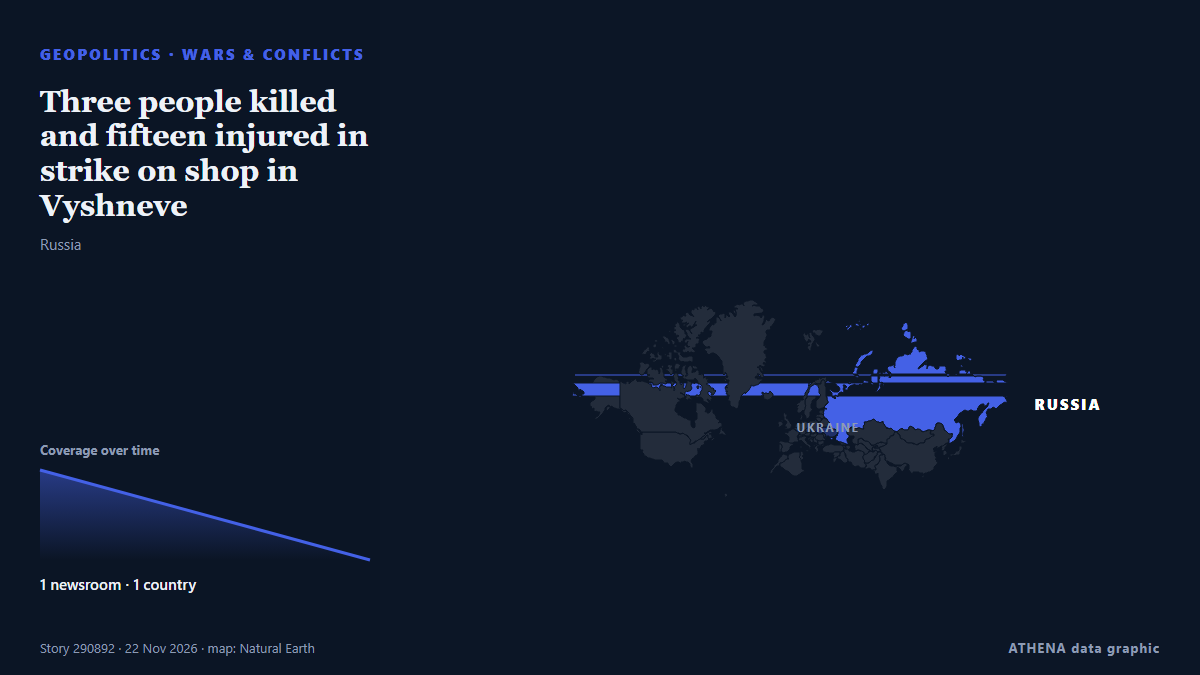 GEOPOLITICS · WARS & CONFLICTS
Three people killed
and fifteen injured in
strike on shop in
Vyshneve
Russia
RUSSIA
UKRAINE
Coverage over time
1 newsroom · 1 country
Story 290892 · 22 Nov 2026 · map: Natural Earth
ATHENA data graphic